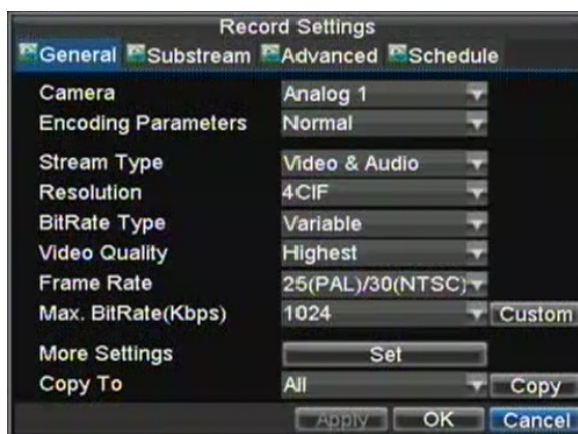 Record Settings
General Substream Advanced Schedule
Camera Analog 1
Encoding Parameters Normal
Stream Type Video & Audio
Resolution 4CIF
BitRate Type Variable
Video Quality Highest
Frame Rate 25(PAL)/30(NTSC)
Max. BitRate(Kbps) 1024 Custom
More Settings Set
Copy To All Copy
Apply OK Cancel